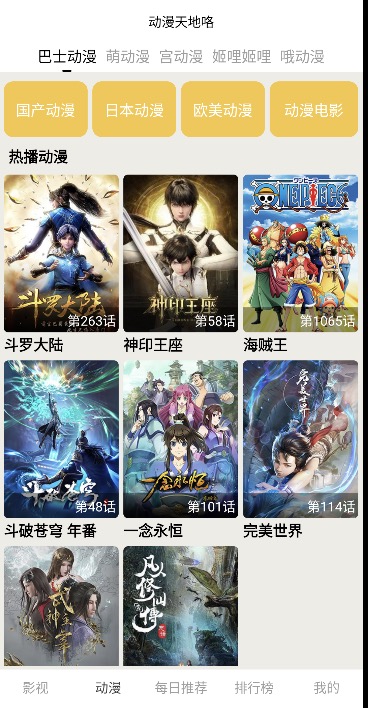 动漫天地咯
巴士动漫 萌动漫 宫动漫 姬哩姬哩 哦动漫
国产动漫 日本动漫 欧美动漫 动漫电影
热播动漫
斗罗大陆
第263话
神印王座
第58话
ONE PIECE
第1065话
斗罗大陆 神印王座 海贼王
斗破苍穹
第48话
一念永恒
第101话
完美世界
第114话
斗破苍穹 年番 一念永恒 完美世界
武神主宰
凡人修仙传
影视 动漫 每日推荐 排行榜 我的